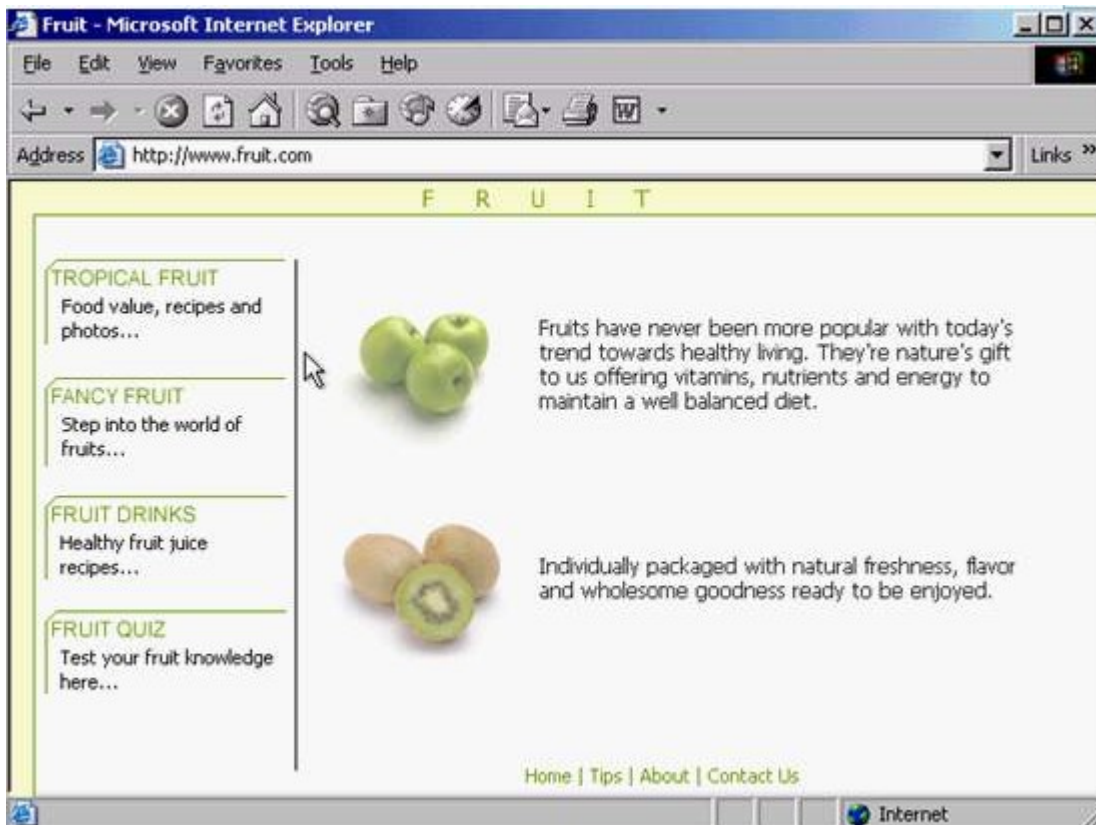 Fruit - Microsoft Internet Explorer
File Edit View Favorites Tools Help
W
Address http://www.fruit.com Links »
F R U I T
TROPICAL FRUIT
Food value, recipes and
photos...
FANCY FRUIT
Step into the world of
fruits...
FRUIT DRINKS
Healthy fruit juice
recipes...
FRUIT QUIZ
Test your fruit knowledge
here...
Fruits have never been more popular with today's
trend towards healthy living. They're nature's gift
to us offering vitamins, nutrients and energy to
maintain a well balanced diet.
Individually packaged with natural freshness, flavor
and wholesome goodness ready to be enjoyed.
Home | Tips | About | Contact Us
Internet